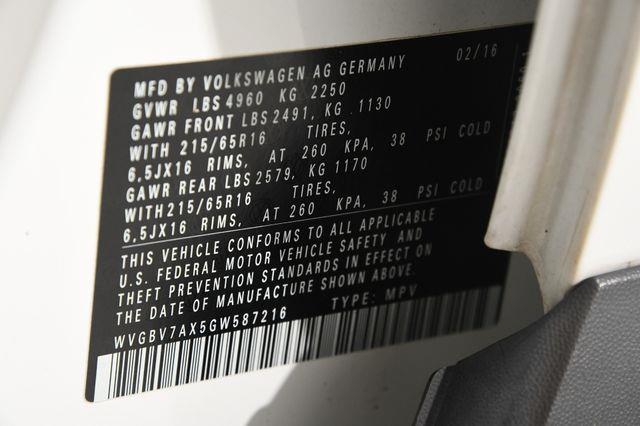 MFD BY VOLKSWAGEN AG GERMANY 02/16
GVWR LBS 4960 KG 2250
GAWR FRONT LBS 2491, KG 1130
WITH 215/65R16 TIRES,
6,5JX16 RIMS, AT 260 KPA, 38 PSI COLD
GAWR REAR LBS 2579, KG 1170
WITH 215/65R16 TIRES,
6,5JX16 RIMS, AT 260 KPA, 38 PSI COLD
THIS VEHICLE CONFORMS TO ALL APPLICABLE
U.S. FEDERAL MOTOR VEHICLE SAFETY AND
THEFT PREVENTION STANDARDS IN EFFECT ON
THE DATE OF MANUFACTURE SHOWN ABOVE.
WVGBV7AX5GW587216 TYPE: MPV